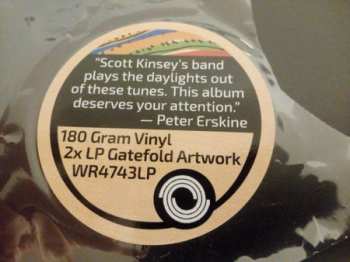 "Scott Kinsey's band
plays the daylights out
of these tunes. This album
deserves your attention."
— Peter Erskine
180 Gram Vinyl
2x LP Gatefold Artwork
WR4743LP